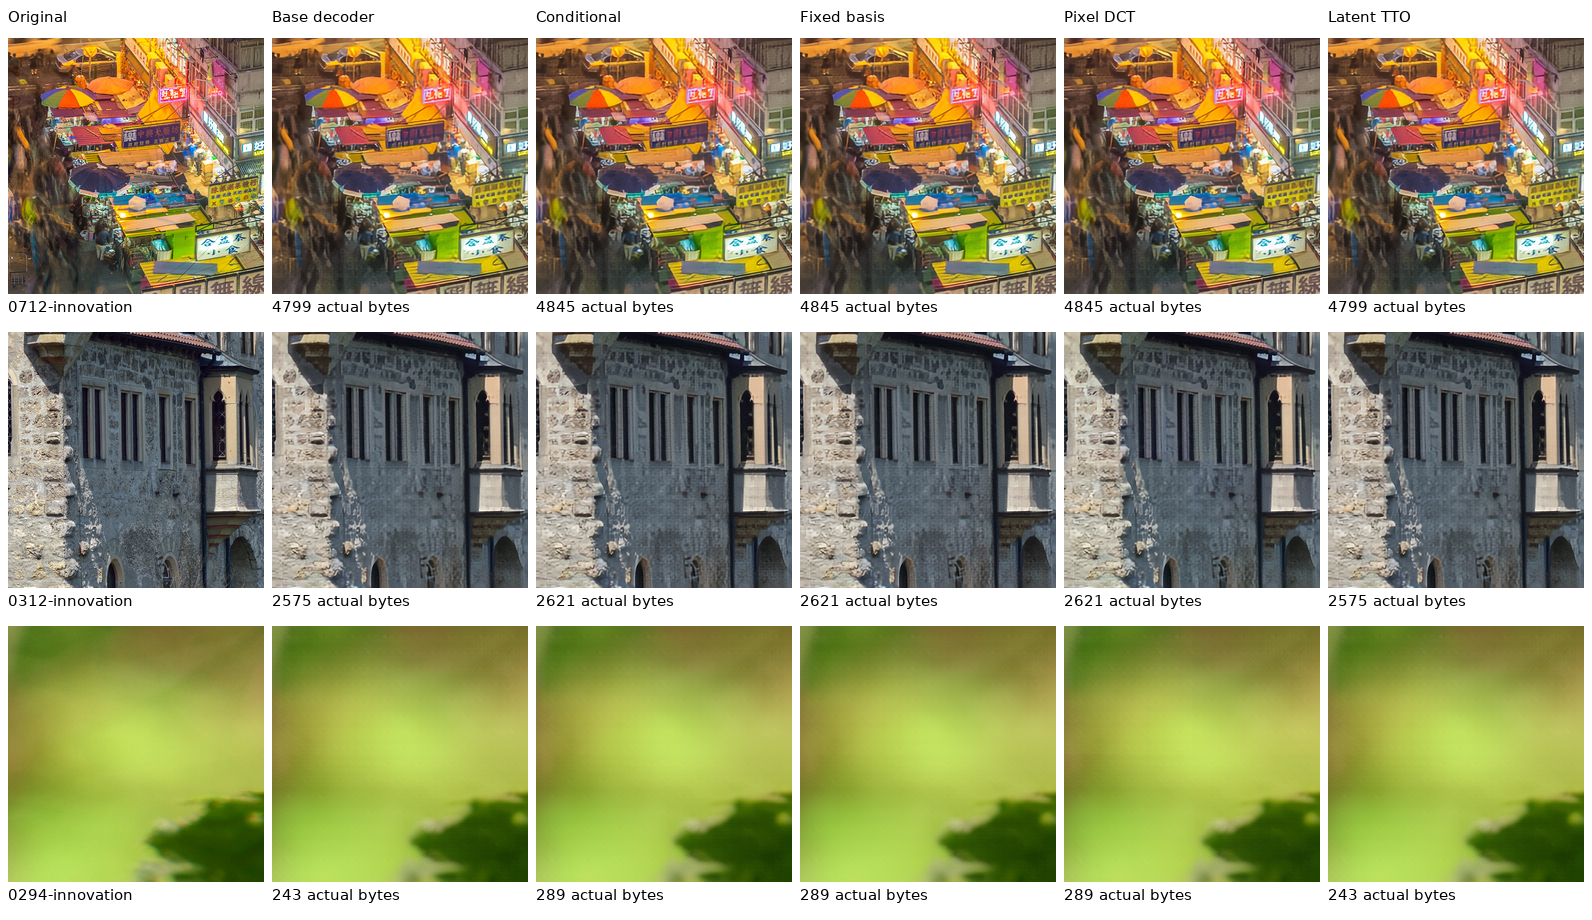 Original Base decoder Conditional Fixed basis Pixel DCT Latent TTO
0712-innovation 4799 actual bytes 4845 actual bytes 4845 actual bytes 4845 actual bytes 4799 actual bytes
0312-innovation 2575 actual bytes 2621 actual bytes 2621 actual bytes 2621 actual bytes 2575 actual bytes
0294-innovation 243 actual bytes 289 actual bytes 289 actual bytes 289 actual bytes 243 actual bytes